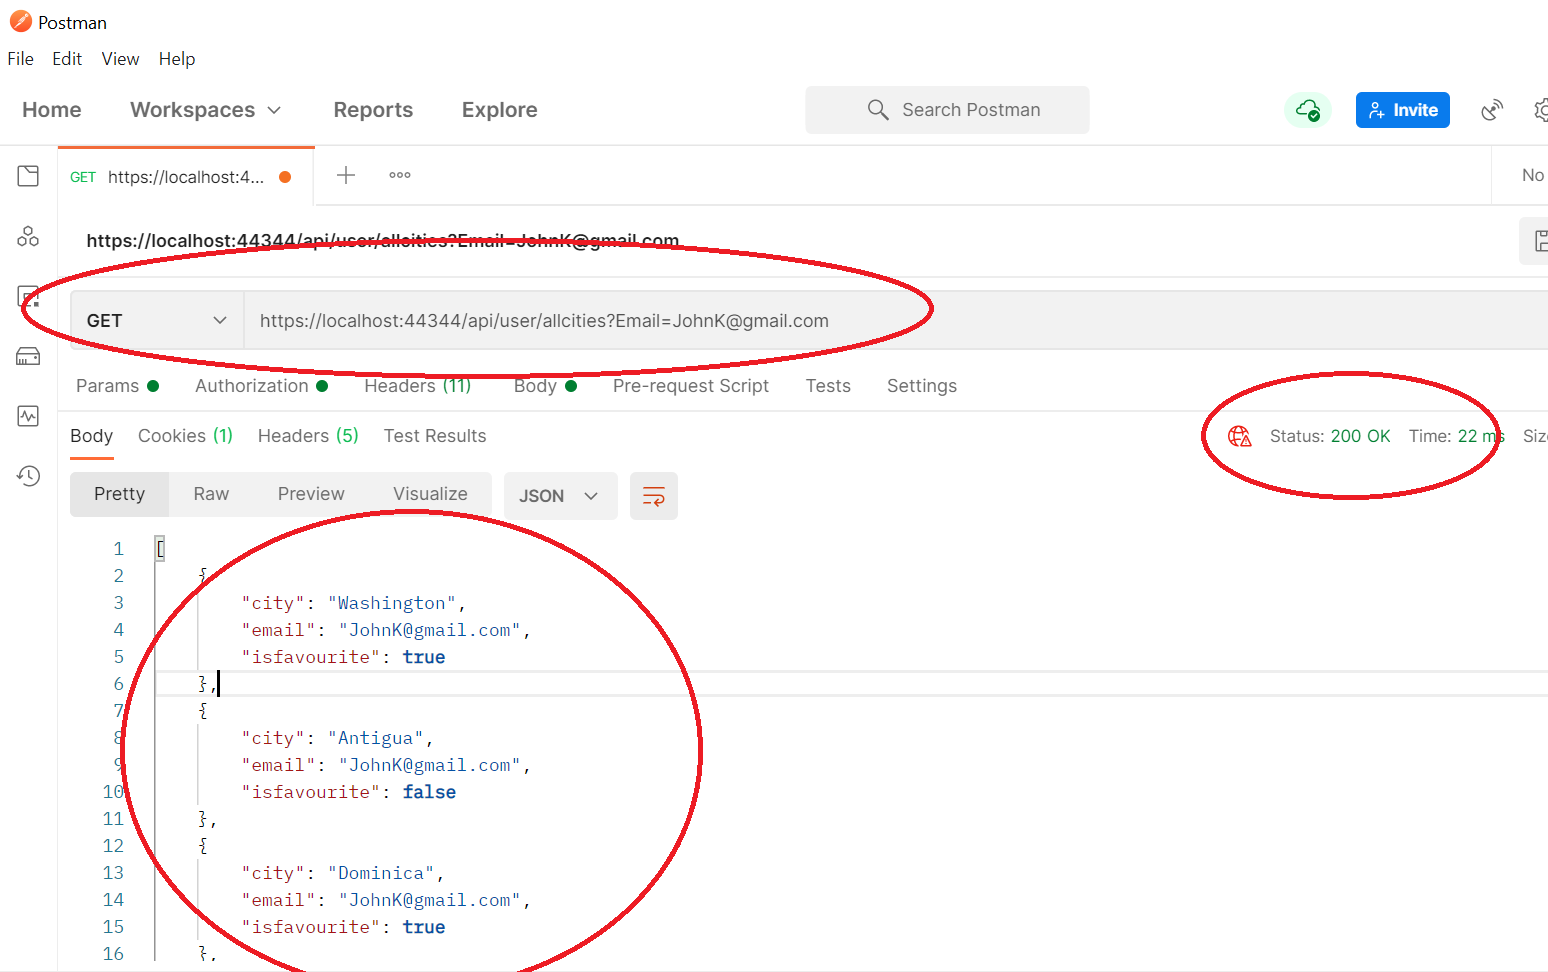 Postman
File Edit View Help
Home Workspaces Reports Explore Search Postman Invite
GET https://localhost:4... No
https://localhost:44344/api/user/allcities?Email=JohnK@gmail.com
GET https://localhost:44344/api/user/allcities?Email=JohnK@gmail.com
Params Authorization Headers (11) Body Pre-request Script Tests Settings
Body Cookies (1) Headers (5) Test Results Status: 200 OK Time: 22 ms Siz
Pretty Raw Preview Visualize JSON
1 [
2 {
3 "city": "Washington",
4 "email": "JohnK@gmail.com",
5 "isfavourite": true
6 },
7 {
8 "city": "Antigua",
9 "email": "JohnK@gmail.com",
10 "isfavourite": false
11 },
12 {
13 "city": "Dominica",
14 "email": "JohnK@gmail.com",
15 "isfavourite": true
16 },